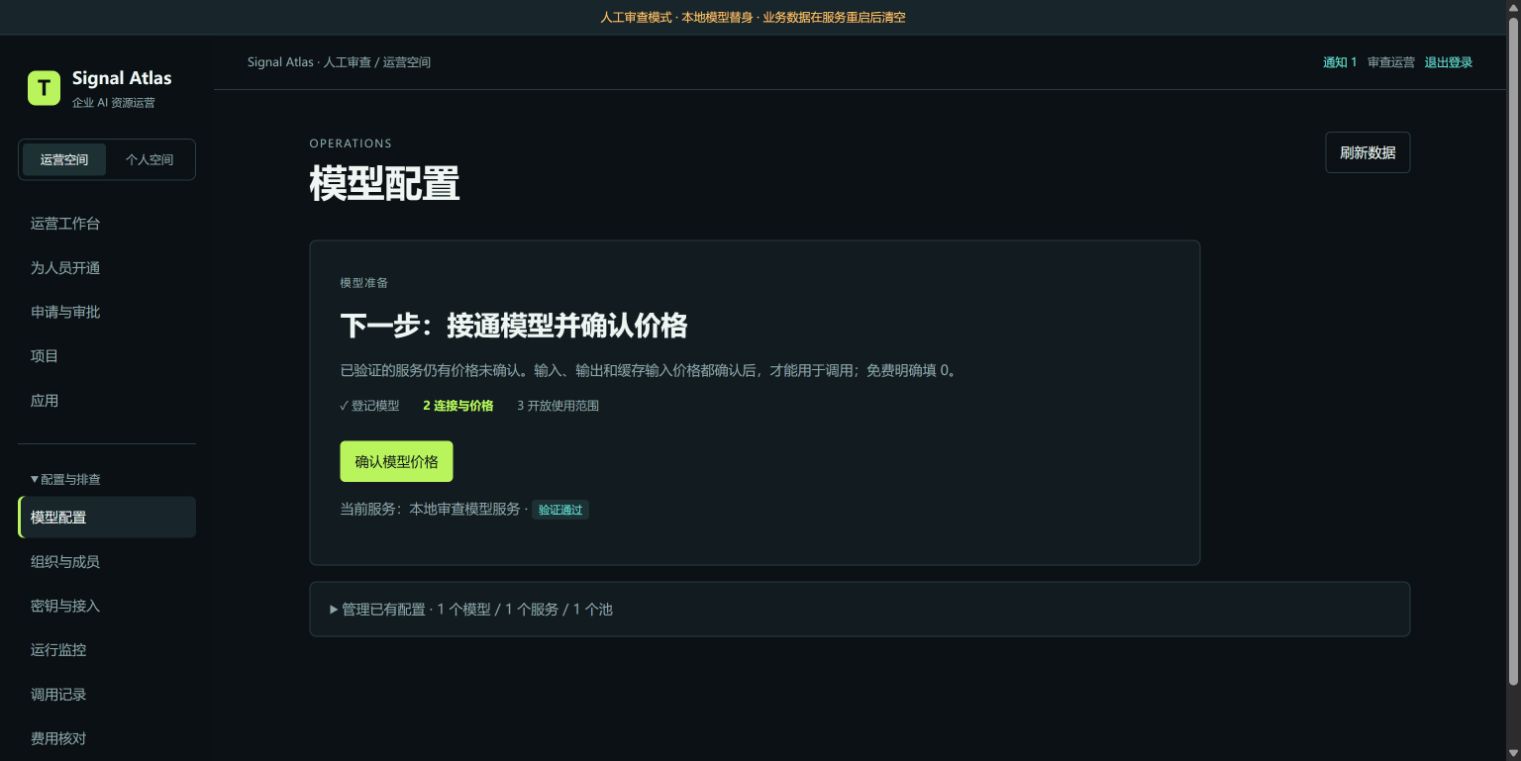 人工审查模式 · 本地模型替身 · 业务数据在服务重启后清空
T
Signal Atlas
企业 AI 资源运营
Signal Atlas · 人工审查 / 运营空间
通知 1 审查运营 退出登录
运营空间 个人空间
运营工作台
为人员开通
申请与审批
项目
应用
▼配置与排查
模型配置
组织与成员
密钥与接入
运行监控
调用记录
费用核对
OPERATIONS
模型配置
刷新数据
模型准备
下一步：接通模型并确认价格
已验证的服务仍有价格未确认。输入、输出和缓存输入价格都确认后，才能用于调用；免费明确填 0。
✓ 登记模型 2 连接与价格 3 开放使用范围
确认模型价格
当前服务：本地审查模型服务 · 验证通过
▶ 管理已有配置 · 1 个模型 / 1 个服务 / 1 个池